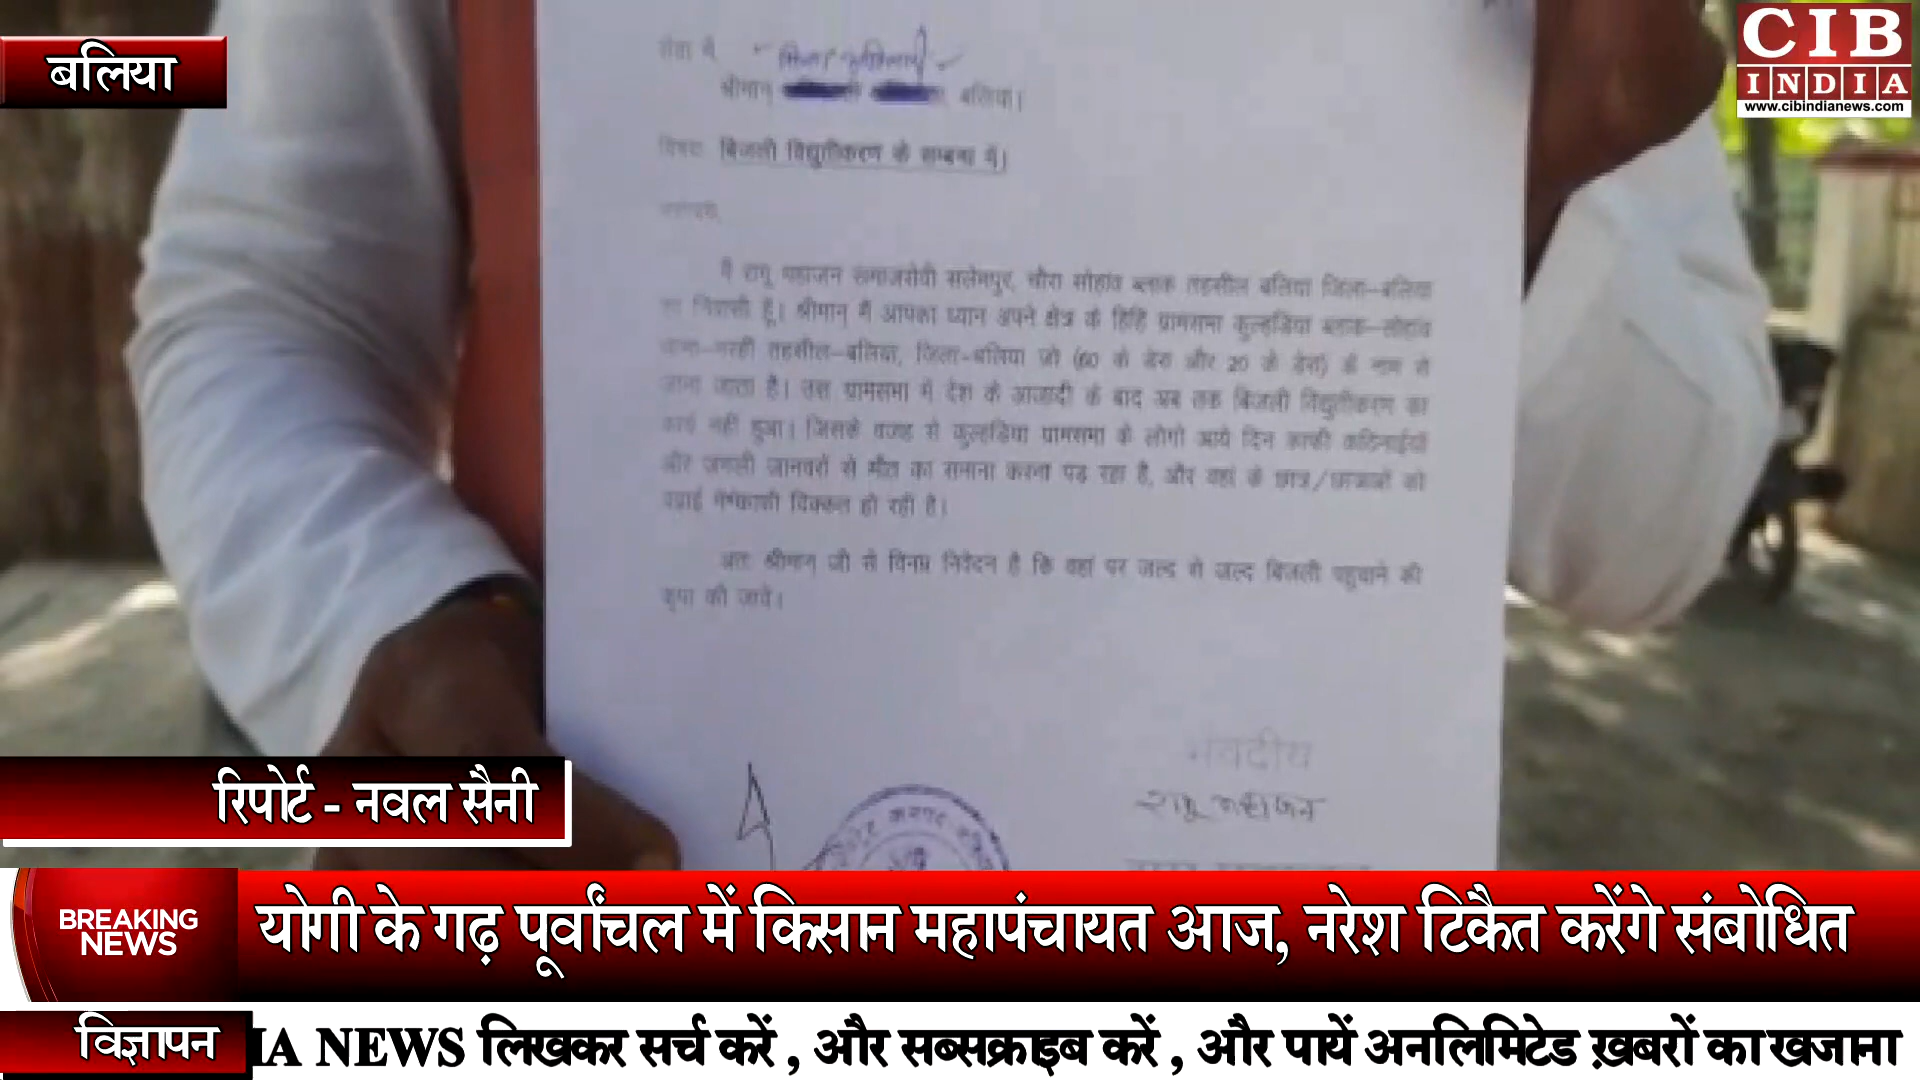 बलिया
CIB
INDIA
www.cibindianews.com
सेवा में
श्रीमान् बलिया।
विषयः बिजली विद्युतीकरण के सम्बन्ध में।
महोदय,
मैं राजू महाजन समाजसेवी सलेमपुर, चौरा सोहांव ब्लाक तहसील बलिया जिला–बलिया
का निवासी हूँ। श्रीमान् मैं आपका ध्यान अपने क्षेत्र के ग्रामसभा कुल्हड़िया ब्लाक–सोहांव
थाना–नरही तहसील–बलिया, जिला–बलिया जो (60 के डेरा और 20 के डेरा) के नाम से
जाना जाता है। उस ग्रामसभा में देश के आजादी के बाद अब तक बिजली विद्युतीकरण का
कार्य नहीं हुआ। जिसके वजह से कुल्हड़िया ग्रामसभा के लोगो आये दिन काफी कठिनाईयों
और जंगली जानवरों से मौत का सामना करना पड़ रहा है, और वहां के छात्र/छात्राओं को
पढ़ाई में काफी दिक्कत हो रही है।
अतः श्रीमान् जी से विनम्र निवेदन है कि वहां पर जल्द से जल्द बिजली पहुचाने की
कृपा की जावे।
भवदीय
राजू महाजन
रिपोर्ट - नवल सैनी
BREAKING
NEWS
योगी के गढ़ पूर्वांचल में किसान महापंचायत आज, नरेश टिकैत करेंगे संबोधित
विज्ञापन
IA NEWS लिखकर सर्च करें , और सब्सक्राइब करें , और पायें अनलिमिटेड ख़बरों का खजाना